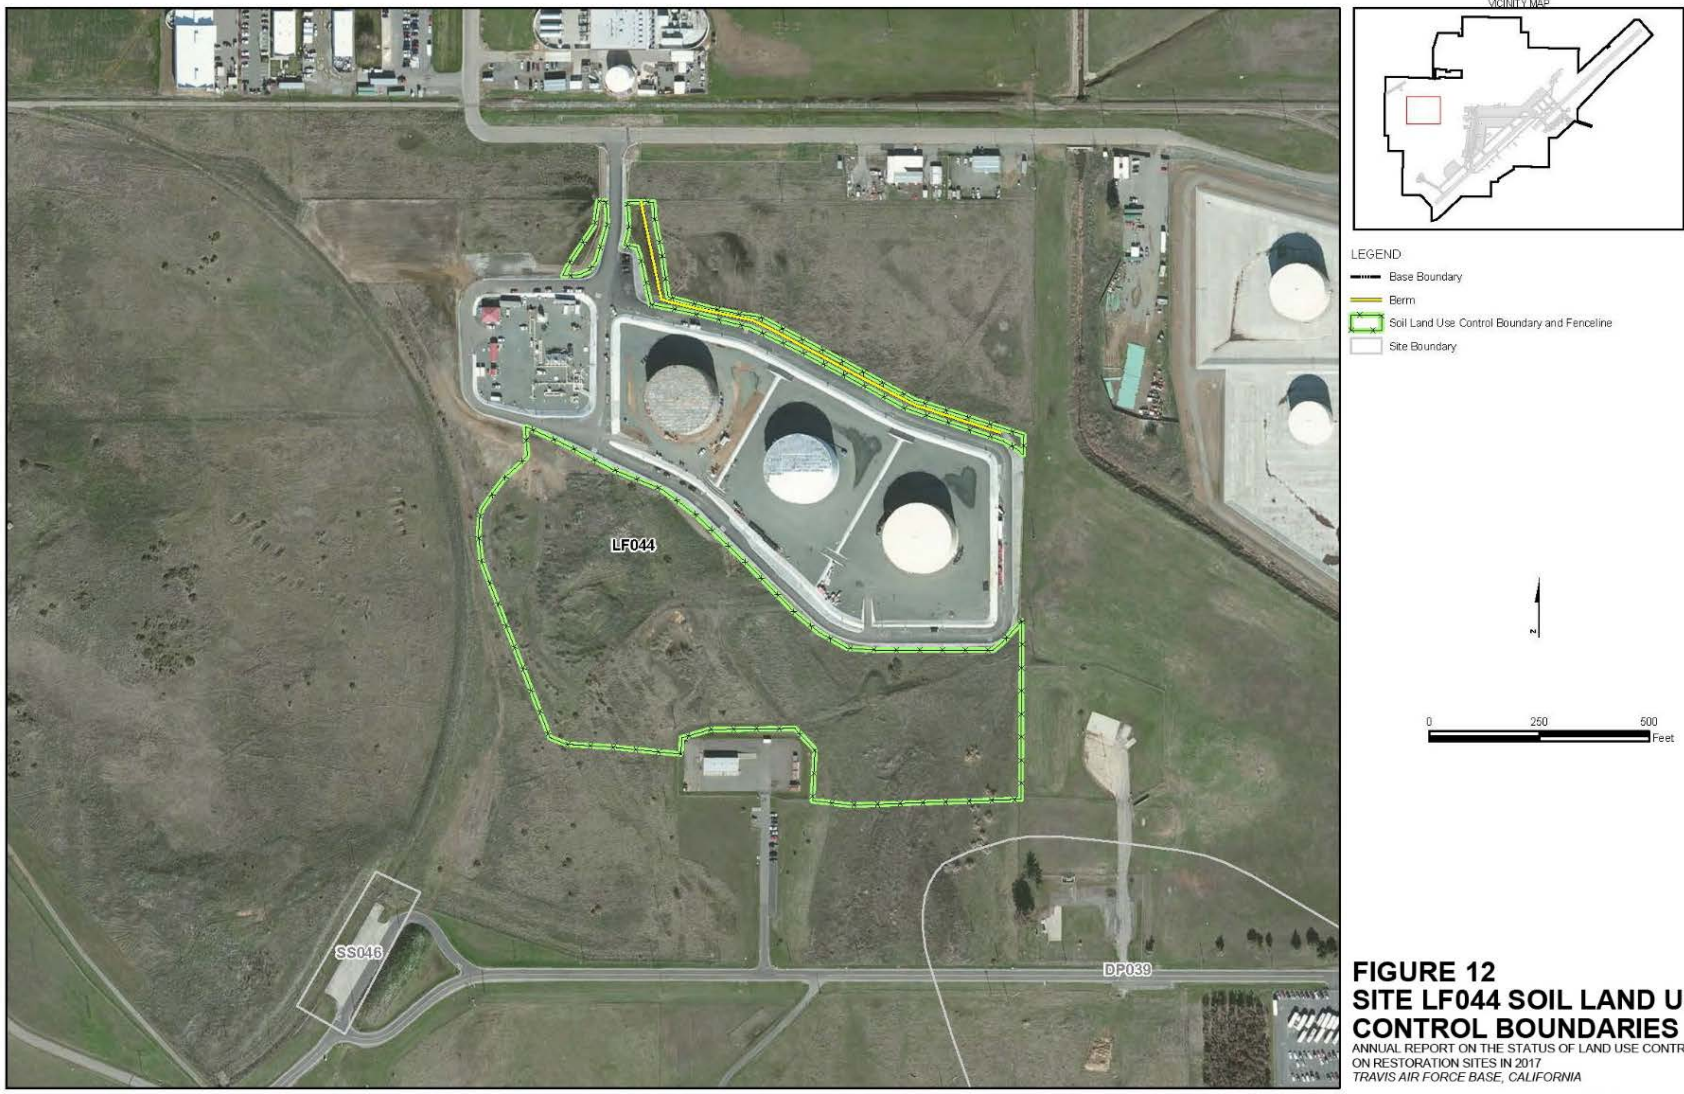 VICINITY MAP
LEGEND
Base Boundary
Berm
Soil Land Use Control Boundary and Fenceline
Site Boundary
LF044
N
0 250 500
Feet
SS046
DP039
FIGURE 12
SITE LF044 SOIL LAND U
CONTROL BOUNDARIES
ANNUAL REPORT ON THE STATUS OF LAND USE CONTR
ON RESTORATION SITES IN 2017
TRAVIS AIR FORCE BASE, CALIFORNIA